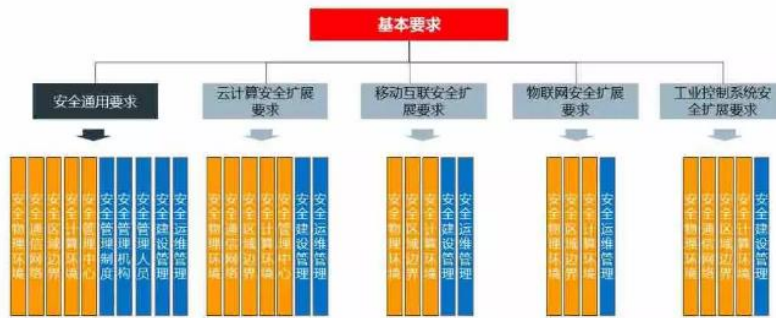 基本要求
安全通用要求
云计算安全扩展
要求
移动互联安全扩
展要求
物联网安全扩展
要求
工业控制系统安
全扩展要求
安全物理环境
安全通信网络
安全区域边界
安全计算环境
安全管理中心
安全管理制度
安全管理机构
安全管理人员
安全建设管理
安全运维管理
安全物理环境
安全通信网络
安全区域边界
安全计算环境
安全管理中心
安全建设管理
安全运维管理
安全物理环境
安全区域边界
安全计算环境
安全建设管理
安全运维管理
安全物理环境
安全区域边界
安全计算环境
安全运维管理
安全物理环境
安全通信网络
安全区域边界
安全计算环境
安全建设管理